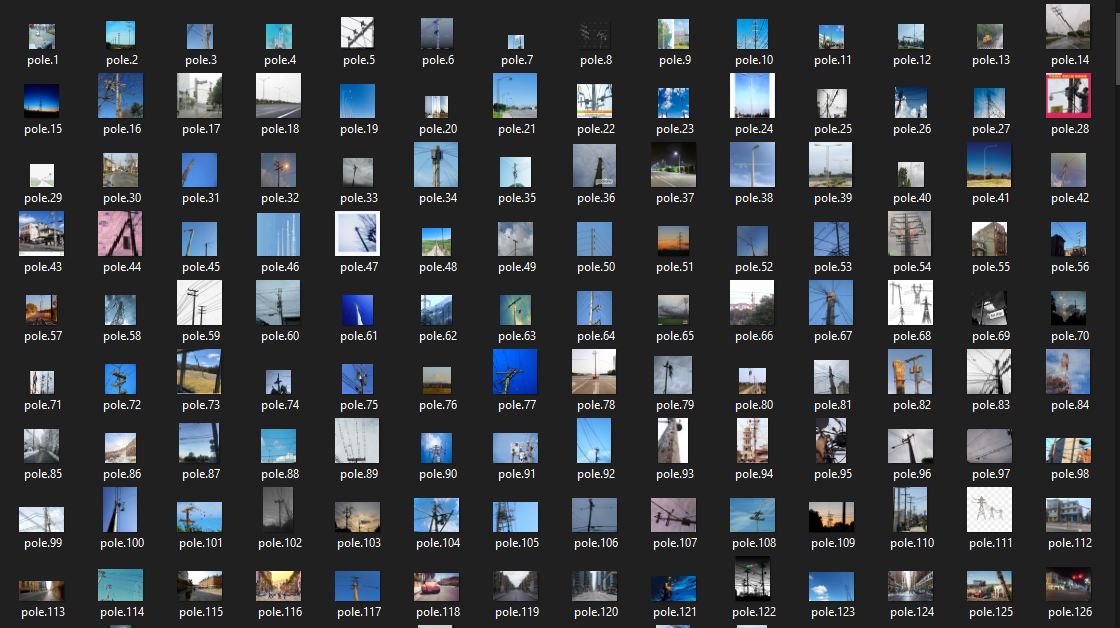 pole.1 pole.2 pole.3 pole.4 pole.5 pole.6 pole.7 pole.8 pole.9 pole.10 pole.11 pole.12 pole.13 pole.14
pole.15 pole.16 pole.17 pole.18 pole.19 pole.20 pole.21 pole.22 pole.23 pole.24 pole.25 pole.26 pole.27 pole.28
pole.29 pole.30 pole.31 pole.32 pole.33 pole.34 pole.35 pole.36 pole.37 pole.38 pole.39 pole.40 pole.41 pole.42
pole.43 pole.44 pole.45 pole.46 pole.47 pole.48 pole.49 pole.50 pole.51 pole.52 pole.53 pole.54 pole.55 pole.56
pole.57 pole.58 pole.59 pole.60 pole.61 pole.62 pole.63 pole.64 pole.65 pole.66 pole.67 pole.68 pole.69 pole.70
pole.71 pole.72 pole.73 pole.74 pole.75 pole.76 pole.77 pole.78 pole.79 pole.80 pole.81 pole.82 pole.83 pole.84
pole.85 pole.86 pole.87 pole.88 pole.89 pole.90 pole.91 pole.92 pole.93 pole.94 pole.95 pole.96 pole.97 pole.98
pole.99 pole.100 pole.101 pole.102 pole.103 pole.104 pole.105 pole.106 pole.107 pole.108 pole.109 pole.110 pole.111 pole.112
pole.113 pole.114 pole.115 pole.116 pole.117 pole.118 pole.119 pole.120 pole.121 pole.122 pole.123 pole.124 pole.125 pole.126